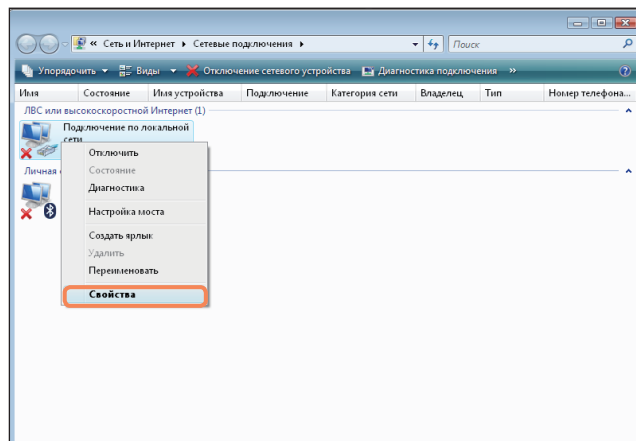 « Сеть и Интернет ▸ Сетевые подключения ▸ Поиск
Упорядочить Виды Отключение сетевого устройства Диагностика подключения »
Имя Состояние Имя устройства Подключение Категория сети Владелец Тип Номер телефона...
ЛВС или высокоскоростной Интернет (1)
Подключение по локальной
сети
Отключить
Личная
Состояние
Диагностика
Настройка моста
Создать ярлык
Удалить
Переименовать
Свойства